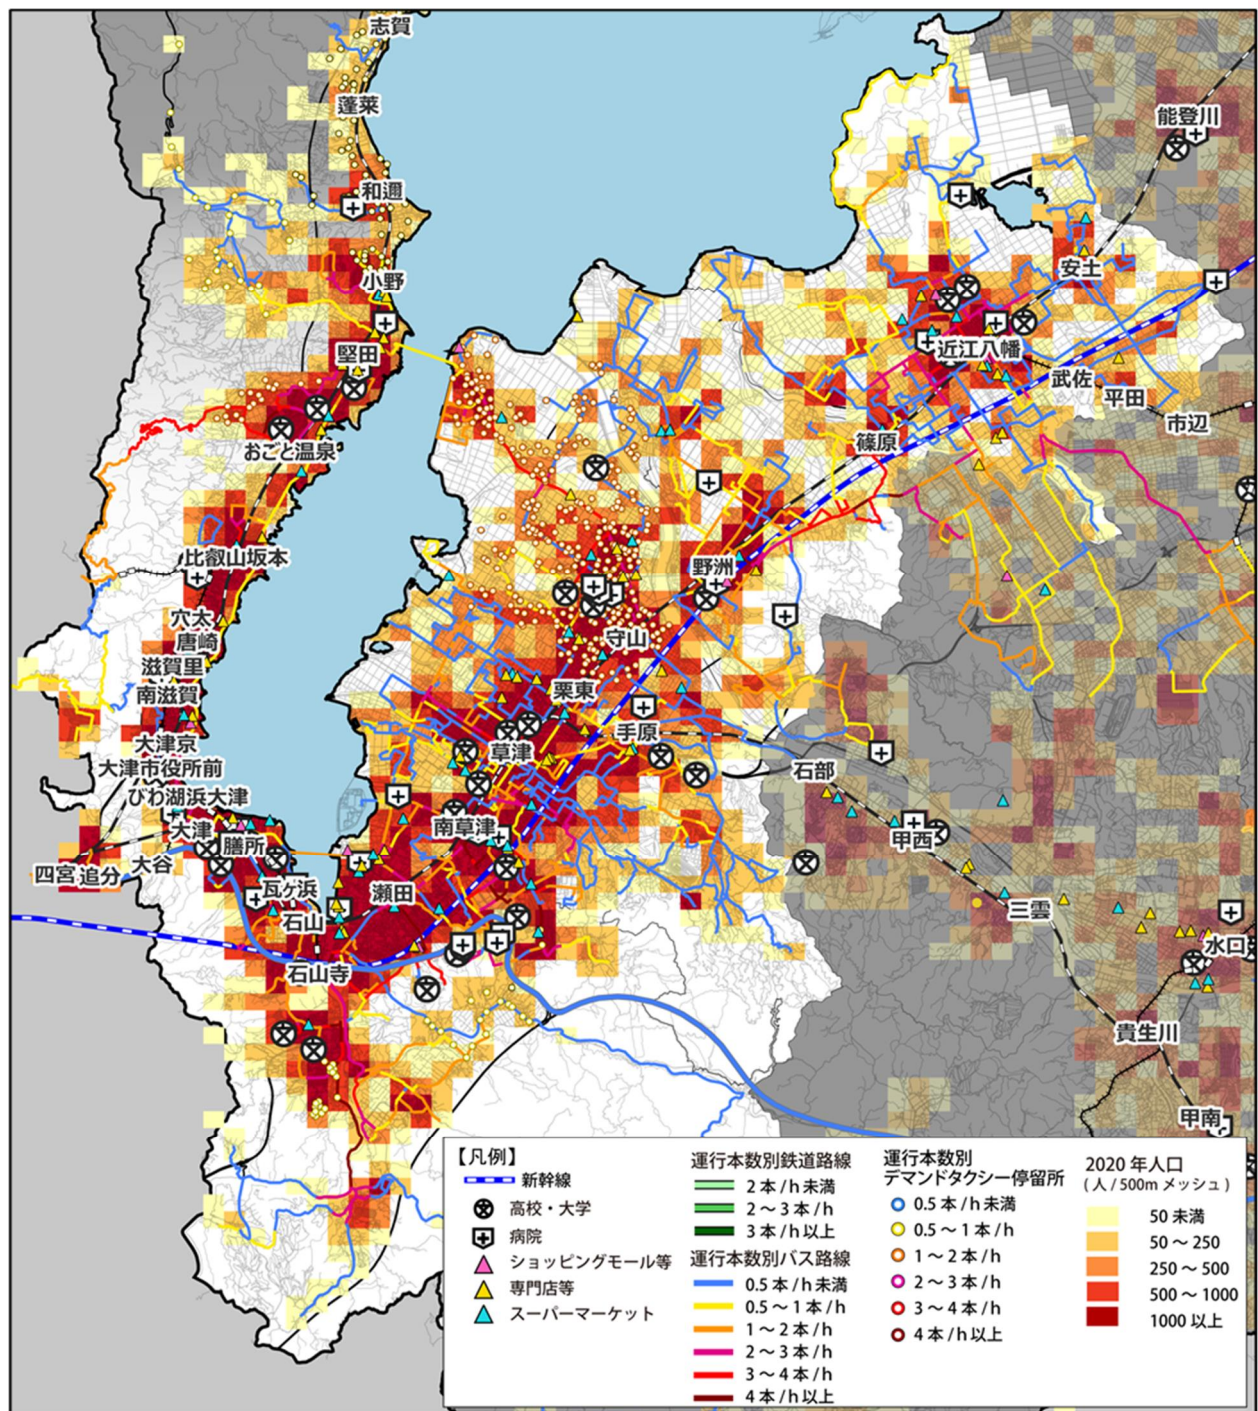 志賀
蓬莱
能登川
和邇
小野
安土
堅田
近江八幡
武佐
平田
市辺
おごと温泉
篠原
比叡山坂本
野洲
穴太
唐崎
守山
滋賀里
南滋賀
栗東
手原
大津京
草津
大津市役所前
石部
びわ湖浜大津
大津
南草津
甲西
膳所
四宮
追分
大谷
瓦ヶ浜
瀬田
三雲
石山
水口
石山寺
貴生川
甲南
【凡例】
新幹線
高校・大学
病院
ショッピングモール等
専門店等
スーパーマーケット
運行本数別鉄道路線
2本/h未満
2～3本/h
3本/h以上
運行本数別バス路線
0.5本/h未満
0.5～1本/h
1～2本/h
2～3本/h
3～4本/h
4本/h以上
運行本数別
デマンドタクシー停留所
0.5本/h未満
0.5～1本/h
1～2本/h
2～3本/h
3～4本/h
4本/h以上
2020年人口
(人/500mメッシュ)
50未満
50～250
250～500
500～1000
1000以上